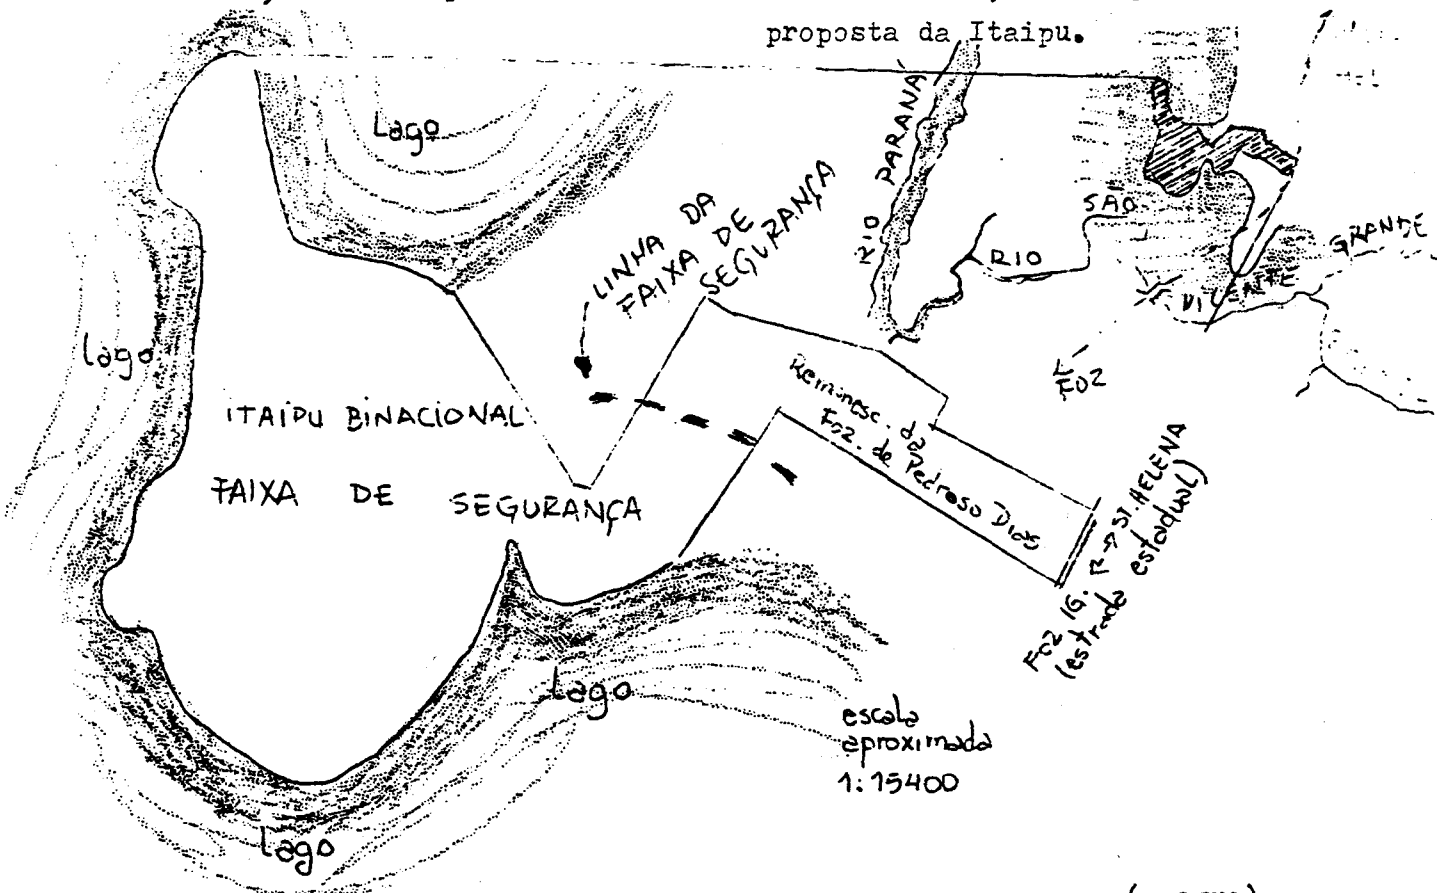 proposta da Itaipu.
Lago
RIO PARANÁ
LINHA DA
FAIXA DE
SEGURANÇA
RIO
SÃO
VICENTE
GRANDE
FOZ
lago
ITAIPU BINACIONAL
FAIXA DE SEGURANÇA
Reminesc. da
Foz. de Pedroso Dias
FOZ IG. R → ST. HELENA
(estrada estadual)
Lago
escala
aproximada
1:15400
Lago